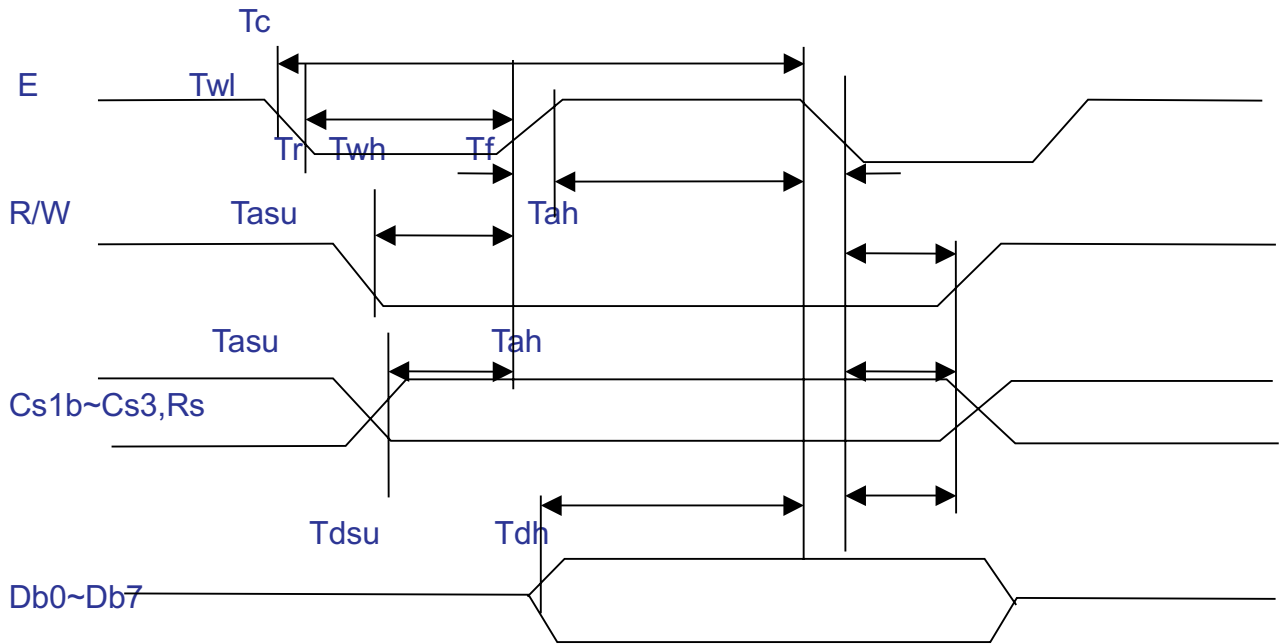 Tc
E Twl
Tr Twh Tf
R/W Tasu Tah
Tasu Tah
Cs1b~Cs3,Rs
Tdsu Tdh
Db0~Db7